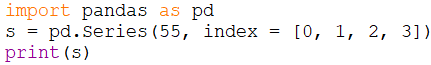 import pandas as pd
s = pd.Series(55, index = [0, 1, 2, 3])
print(s)